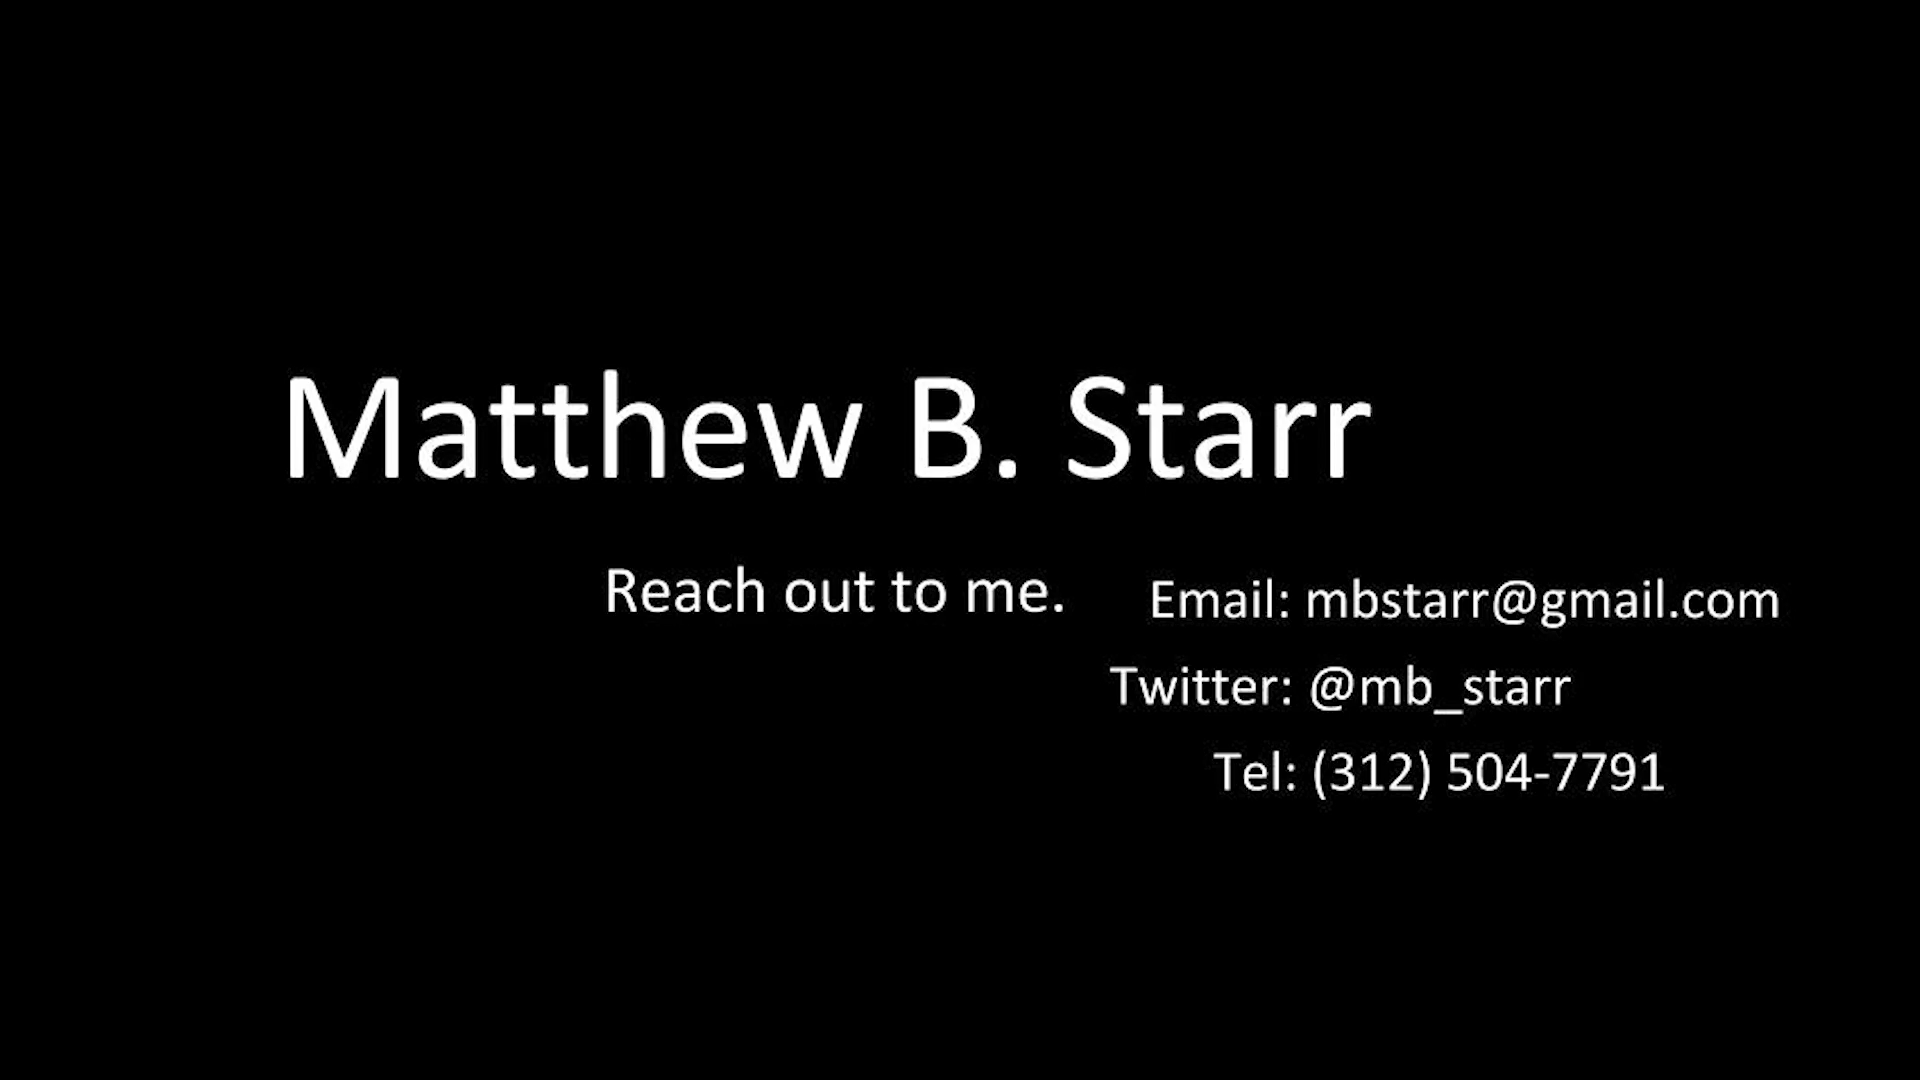 Matthew B. Starr
Reach out to me.
Email: mbstarr@gmail.com
Twitter: @mb_starr
Tel: (312) 504-7791